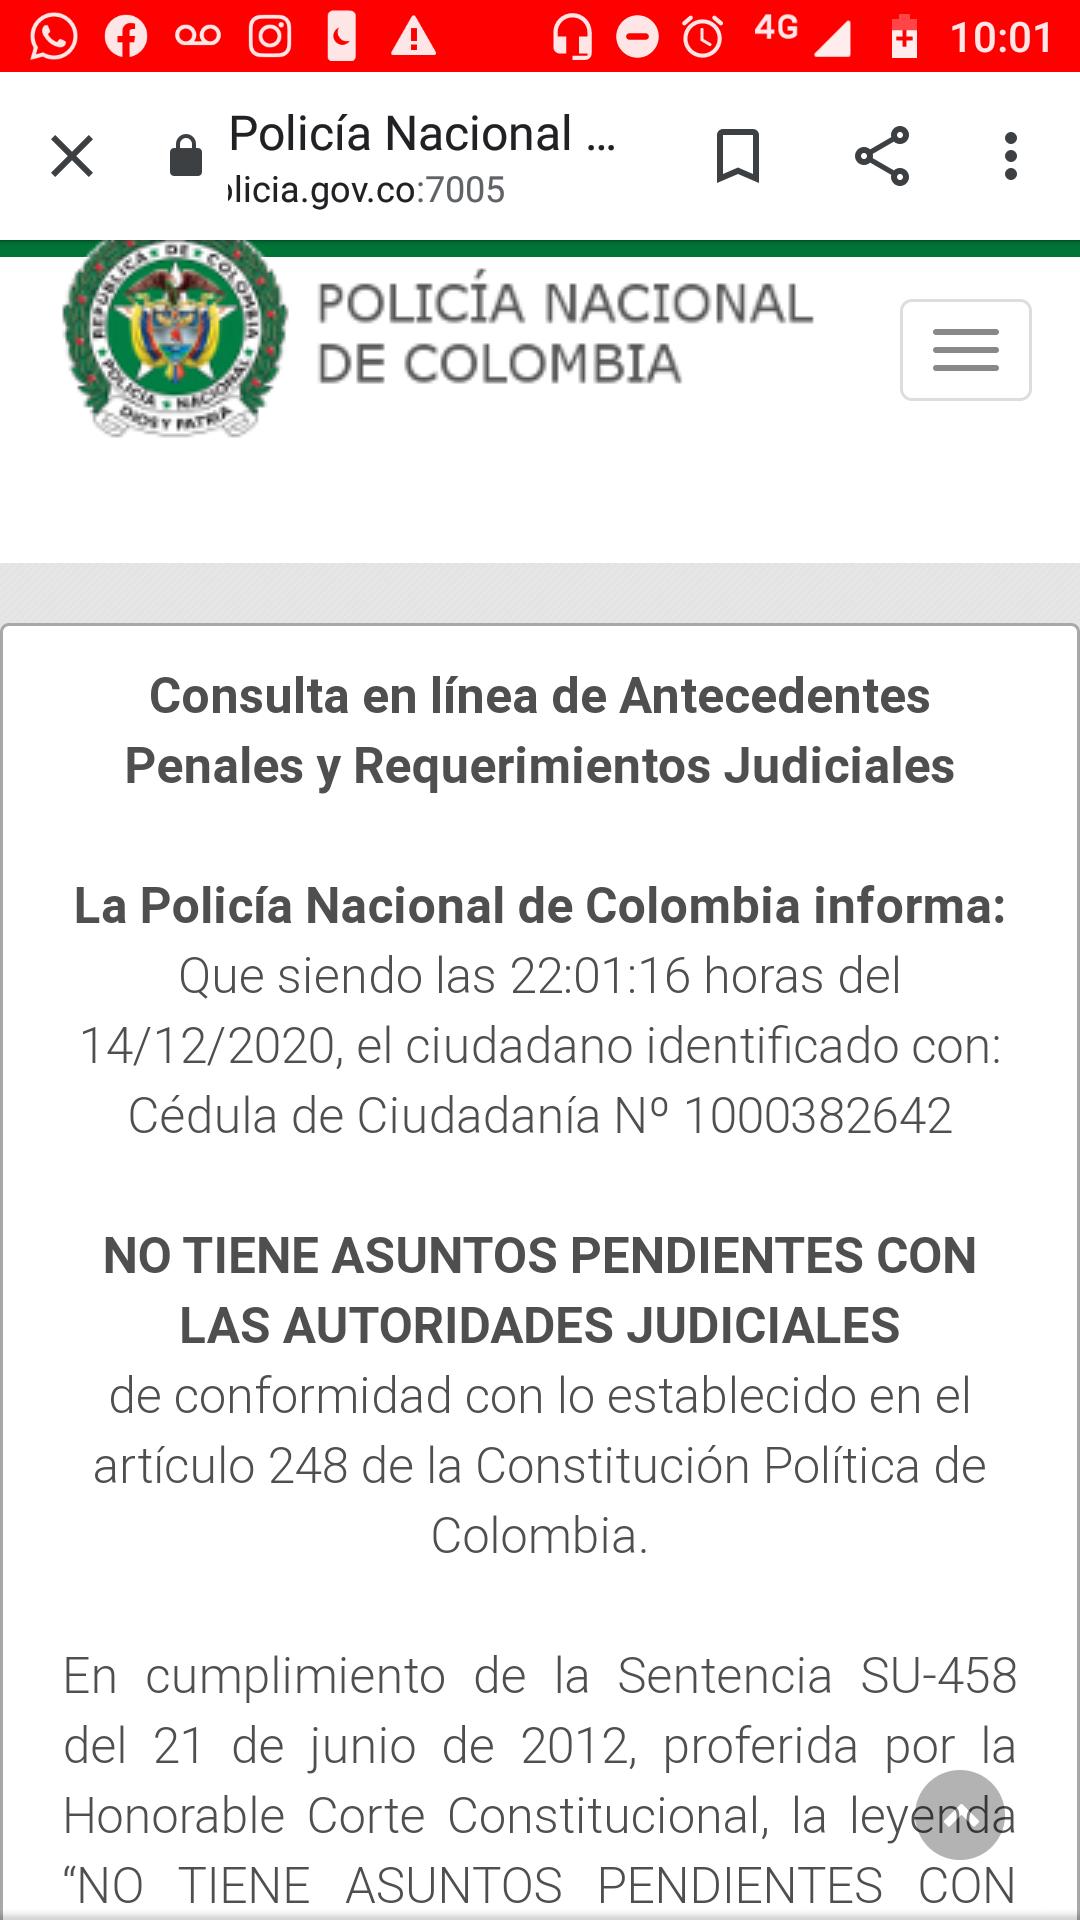 4G 10:01
Policía Nacional ...
olicia.gov.co:7005
REPÚBLICA DE COLOMBIA
POLICÍA NACIONAL
DIOS Y PATRIA
POLICÍA NACIONAL
DE COLOMBIA
Consulta en línea de Antecedentes
Penales y Requerimientos Judiciales
La Policía Nacional de Colombia informa:
Que siendo las 22:01:16 horas del
14/12/2020, el ciudadano identificado con:
Cédula de Ciudadanía Nº 1000382642
NO TIENE ASUNTOS PENDIENTES CON
LAS AUTORIDADES JUDICIALES
de conformidad con lo establecido en el
artículo 248 de la Constitución Política de
Colombia.
En cumplimiento de la Sentencia SU-458
del 21 de junio de 2012, proferida por la
Honorable Corte Constitucional, la leyenda
“NO TIENE ASUNTOS PENDIENTES CON